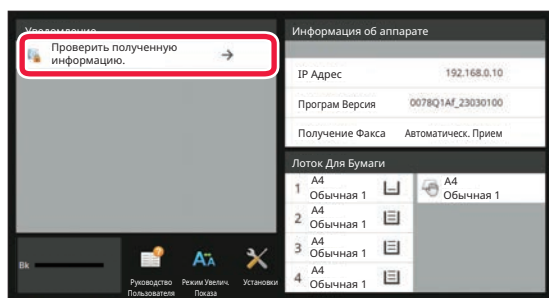 Уведомление
Проверить полученную
информацию.
Информация об аппарате
IP Адрес 192.168.0.10
Програм Версия 0078Q1Af_23030100
Получение Факса Автоматическ. Прием
Лоток Для Бумаги
1 A4
Обычная 1
A4
Обычная 1
2 A4
Обычная 1
3 A4
Обычная 1
4 A4
Обычная 1
Bk
Руководство
Пользователя
Режим Увелич.
Показа
Установки